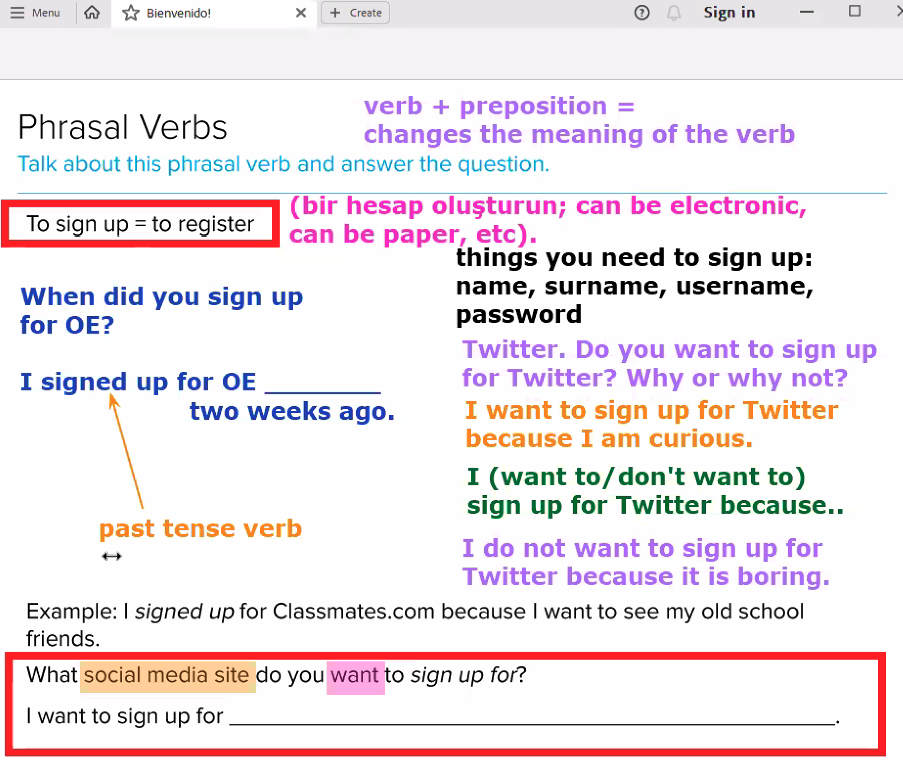 Menu Bienvenido! Create Sign in
Phrasal Verbs
verb + preposition =
changes the meaning of the verb
Talk about this phrasal verb and answer the question.
To sign up = to register
(bir hesap oluşturun; can be electronic,
can be paper, etc).
things you need to sign up:
name, surname, username,
password
When did you sign up
for OE?
I signed up for OE ________
two weeks ago.
past tense verb
Twitter. Do you want to sign up
for Twitter? Why or why not?
I want to sign up for Twitter
because I am curious.
I (want to/don't want to)
sign up for Twitter because..
I do not want to sign up for
Twitter because it is boring.
Example: I signed up for Classmates.com because I want to see my old school
friends.
What social media site do you want to sign up for?
I want to sign up for ________________________________________.